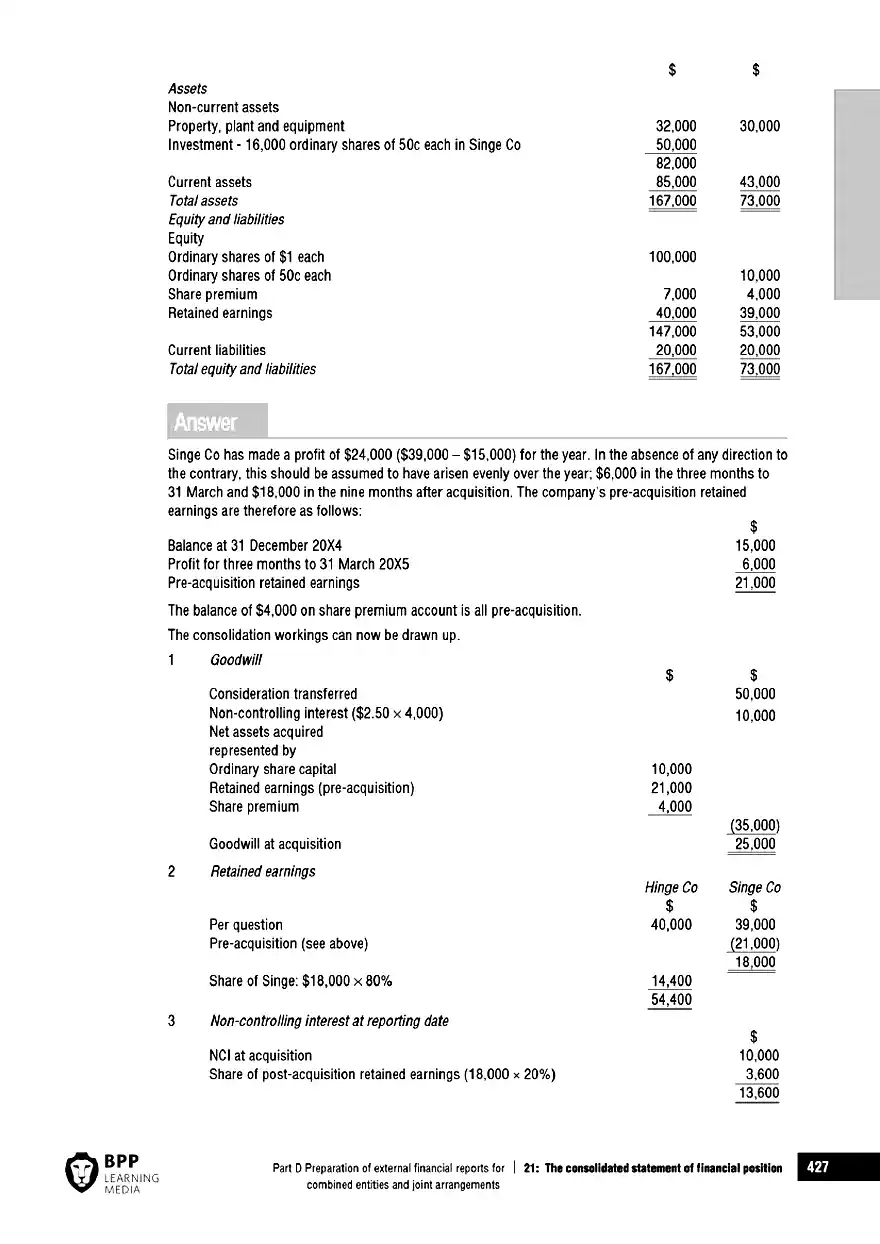 $ $
Assets
Non-current assets
Property, plant and equipment 32,000 30,000
Investment - 16,000 ordinary shares of 50c each in Singe Co 50,000
82,000
Current assets 85,000 43,000
Total assets 167,000 73,000
Equity and liabilities
Equity
Ordinary shares of $1 each 100,000
Ordinary shares of 50c each 10,000
Share premium 7,000 4,000
Retained earnings 40,000 39,000
147,000 53,000
Current liabilities 20,000 20,000
Total equity and liabilities 167,000 73,000
Answer
Singe Co has made a profit of $24,000 ($39,000 – $15,000) for the year. In the absence of any direction to
the contrary, this should be assumed to have arisen evenly over the year; $6,000 in the three months to
31 March and $18,000 in the nine months after acquisition. The company's pre-acquisition retained
earnings are therefore as follows:
$
Balance at 31 December 20X4 15,000
Profit for three months to 31 March 20X5 6,000
Pre-acquisition retained earnings 21,000
The balance of $4,000 on share premium account is all pre-acquisition.
The consolidation workings can now be drawn up.
1 Goodwill
$ $
Consideration transferred 50,000
Non-controlling interest ($2.50 × 4,000) 10,000
Net assets acquired
represented by
Ordinary share capital 10,000
Retained earnings (pre-acquisition) 21,000
Share premium 4,000
(35,000)
Goodwill at acquisition 25,000
2 Retained earnings
Hinge Co Singe Co
$ $
Per question 40,000 39,000
Pre-acquisition (see above) (21,000)
18,000
Share of Singe: $18,000 × 80% 14,400
54,400
3 Non-controlling interest at reporting date
$
NCI at acquisition 10,000
Share of post-acquisition retained earnings (18,000 × 20%) 3,600
13,600
BPP
LEARNING
MEDIA
Part D Preparation of external financial reports for | 21: The consolidated statement of financial position 427
combined entities and joint arrangements